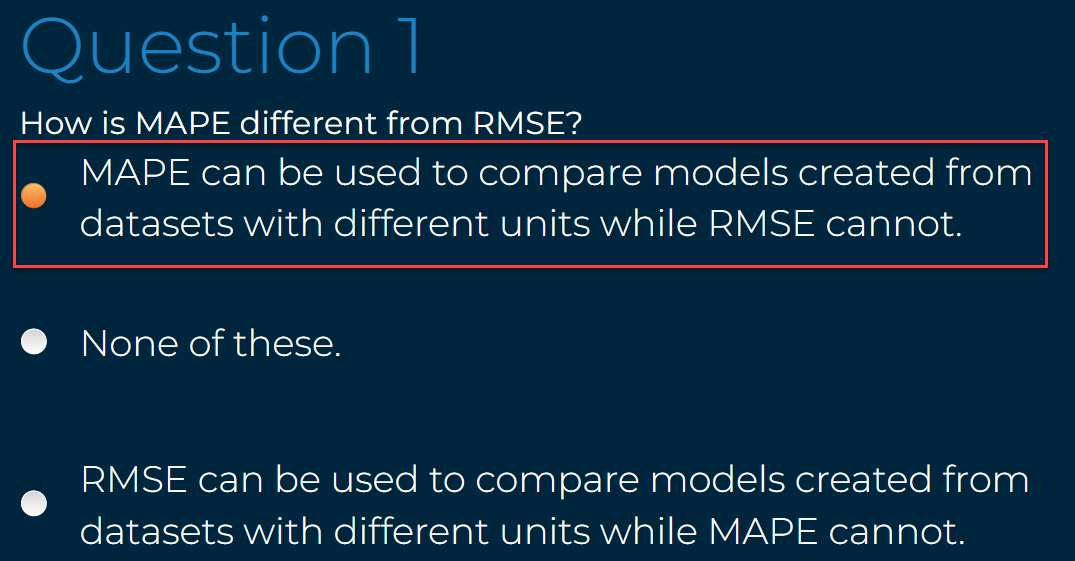 Question 1
How is MAPE different from RMSE?
MAPE can be used to compare models created from
datasets with different units while RMSE cannot.
None of these.
RMSE can be used to compare models created from
datasets with different units while MAPE cannot.